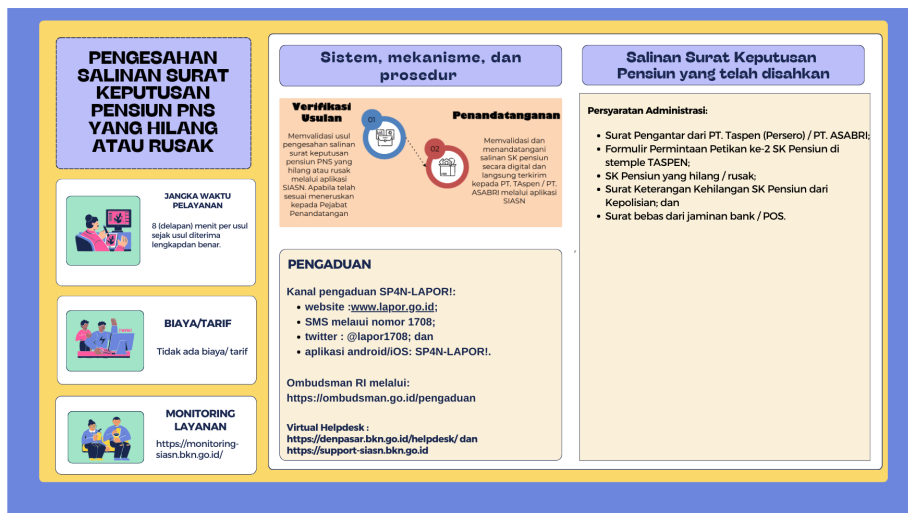 PENGESAHAN
SALINAN SURAT
KEPUTUSAN
PENSIUN PNS
YANG HILANG
ATAU RUSAK
JANGKA WAKTU
PELAYANAN
8 (delapan) menit per usul
sejak usul diterima
lengkapdan benar.
BIAYA/TARIF
Tidak ada biaya/ tarif
MONITORING
LAYANAN
https://monitoring-
siasn.bkn.go.id/
Sistem, mekanisme, dan
prosedur
Verifikasi
Usulan
Memvalidasi usul
pengesahan salinan
surat keputusan
pensiun PNS yang
hilang atau rusak
melalui aplikasi
SIASN. Apabila telah
sesuai meneruskan
kepada Pejabat
Penandatangan
01
02
Penandatanganan
Memvalidasi dan
menandatangani
salinan SK pensiun
secara digital dan
langsung terkirim
kepada PT. TAspen / PT.
ASABRI melalui aplikasi
SIASN
PENGADUAN
Kanal pengaduan SP4N-LAPOR!:
• website :www.lapor.go.id;
• SMS melaui nomor 1708;
• twitter : @lapor1708; dan
• aplikasi android/iOS: SP4N-LAPOR!.
Ombudsman RI melalui:
https://ombudsman.go.id/pengaduan
Virtual Helpdesk :
https://denpasar.bkn.go.id/helpdesk/ dan
https://support-siasn.bkn.go.id
Salinan Surat Keputusan
Pensiun yang telah disahkan
Persyaratan Administrasi:
• Surat Pengantar dari PT. Taspen (Persero) / PT. ASABRI;
• Formulir Permintaan Petikan ke-2 SK Pensiun di
stemple TASPEN;
• SK Pensiun yang hilang / rusak;
• Surat Keterangan Kehilangan SK Pensiun dari
Kepolisian; dan
• Surat bebas dari jaminan bank / POS.